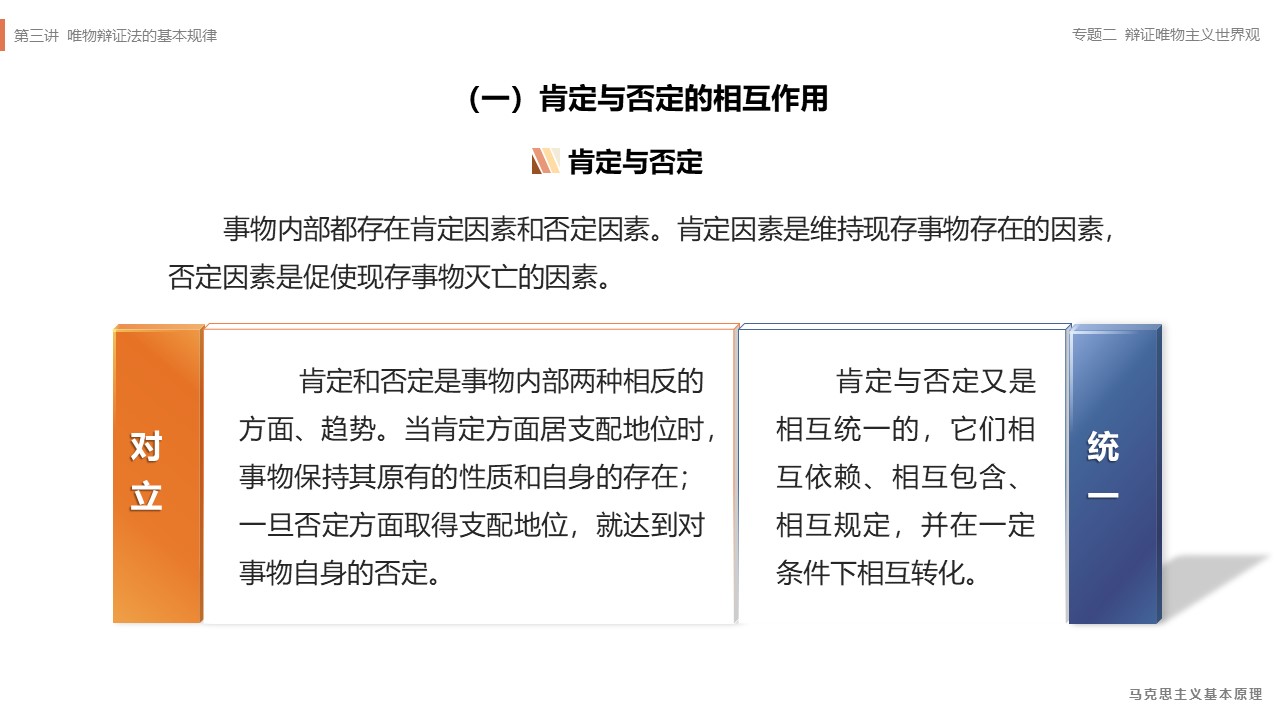 第三讲 唯物辩证法的基本规律
专题二 辩证唯物主义世界观
（一）肯定与否定的相互作用
肯定与否定
事物内部都存在肯定因素和否定因素。肯定因素是维持现存事物存在的因素，
否定因素是促使现存事物灭亡的因素。
对
立
肯定和否定是事物内部两种相反的
方面、趋势。当肯定方面居支配地位时，
事物保持其原有的性质和自身的存在；
一旦否定方面取得支配地位，就达到对
事物自身的否定。
肯定与否定又是
相互统一的，它们相
互依赖、相互包含、
相互规定，并在一定
条件下相互转化。
统
一
马克思主义基本原理